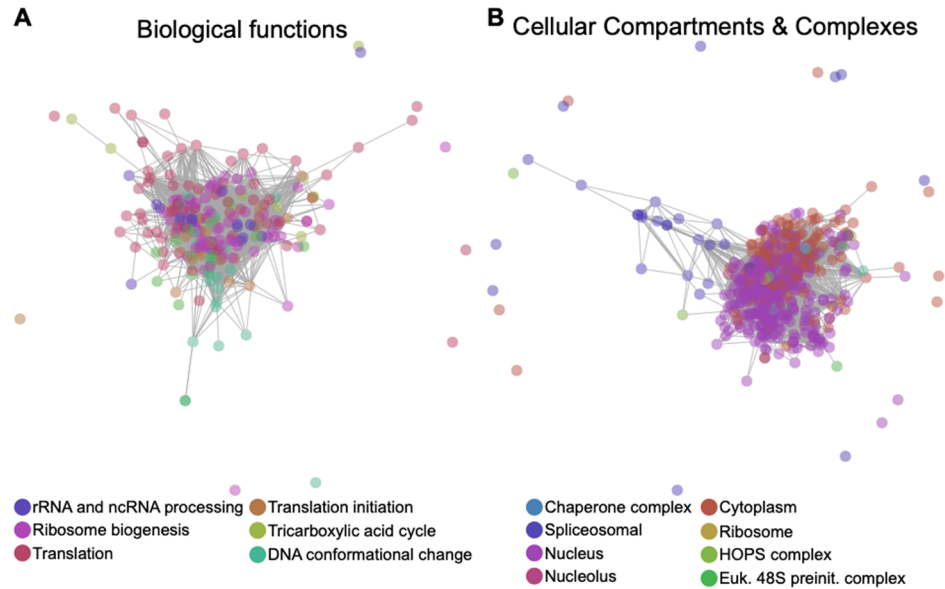 A
Biological functions
rRNA and ncRNA processing
Ribosome biogenesis
Translation
Translation initiation
Tricarboxylic acid cycle
DNA conformational change
B
Cellular Compartments & Complexes
Chaperone complex
Spliceosomal
Nucleus
Nucleolus
Cytoplasm
Ribosome
HOPS complex
Euk. 48S preinit. complex